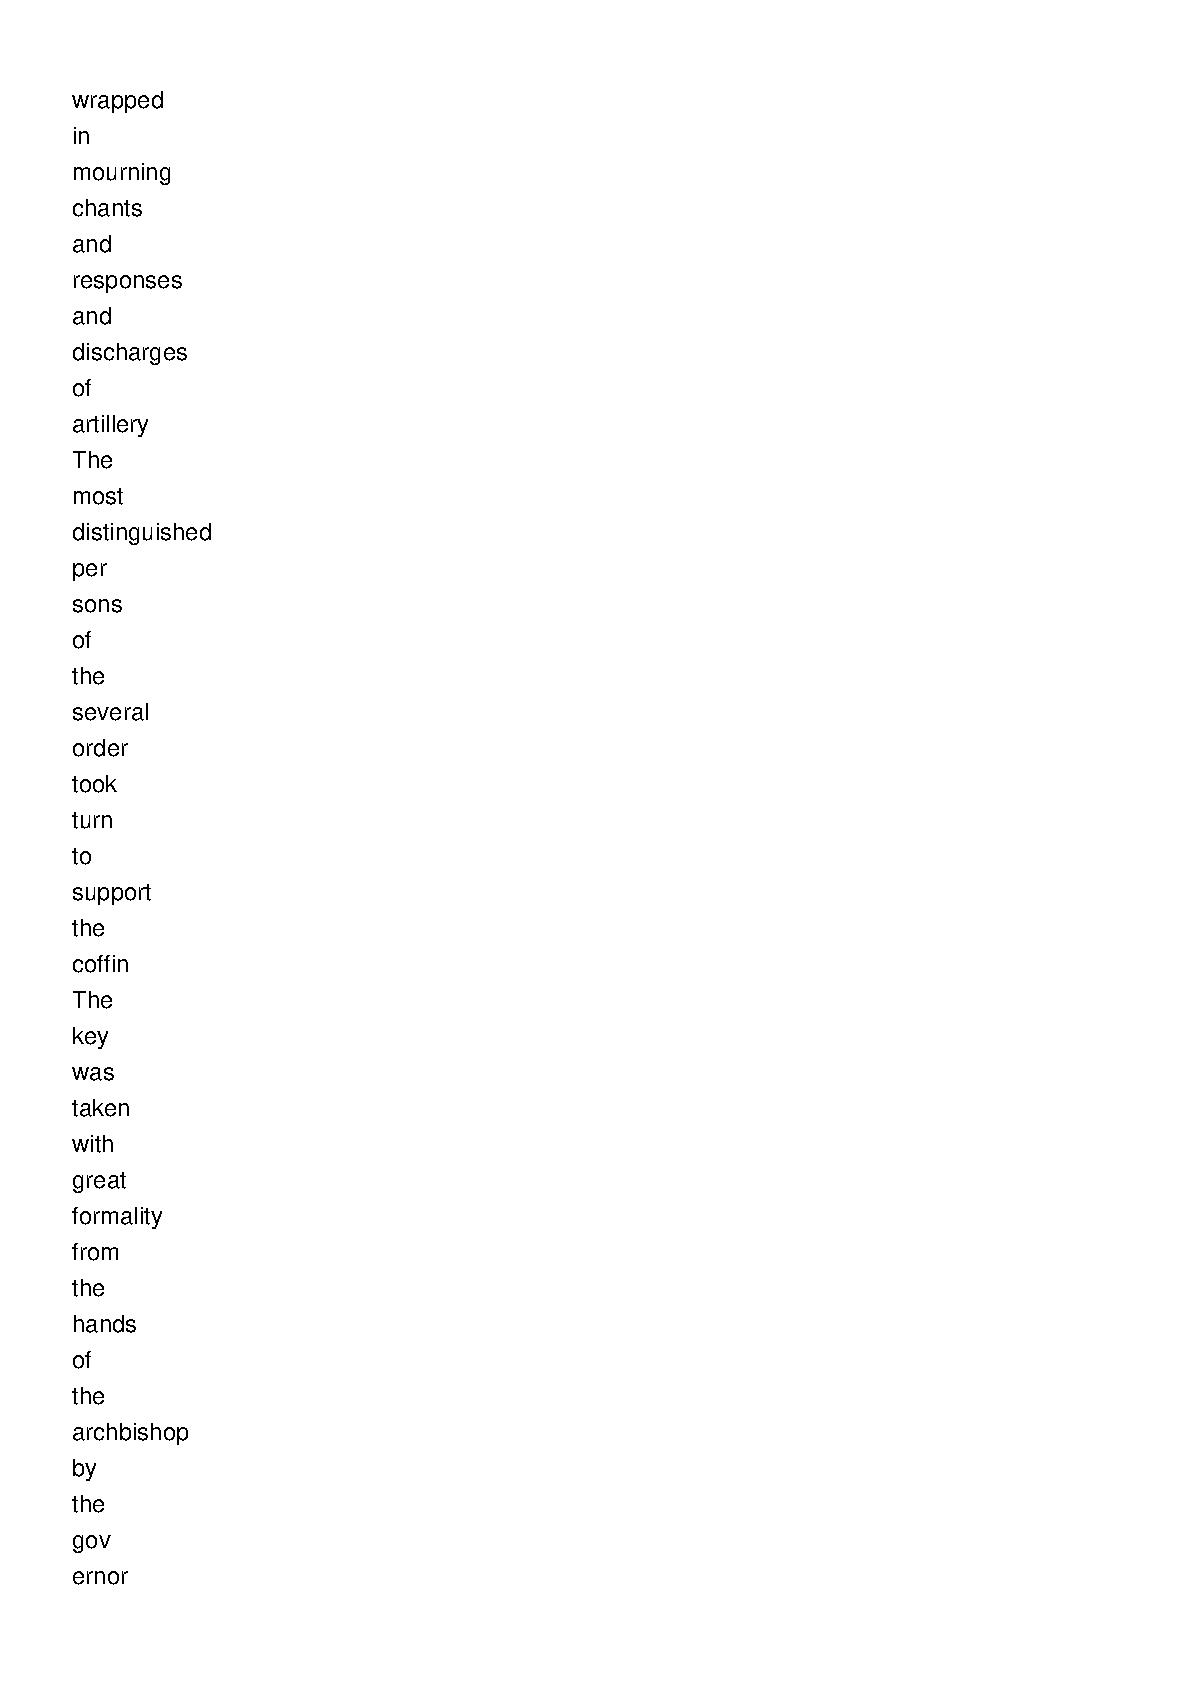 wrapped
in
mourning
chants
and
responses
and
discharges
of
artillery
The
most
distinguished
per
sons
of
the
several
order
took
turn
to
support
the
coffin
The
key
was
taken
with
great
formality
from
the
hands
of
the
archbishop
by
the
gov
ernor